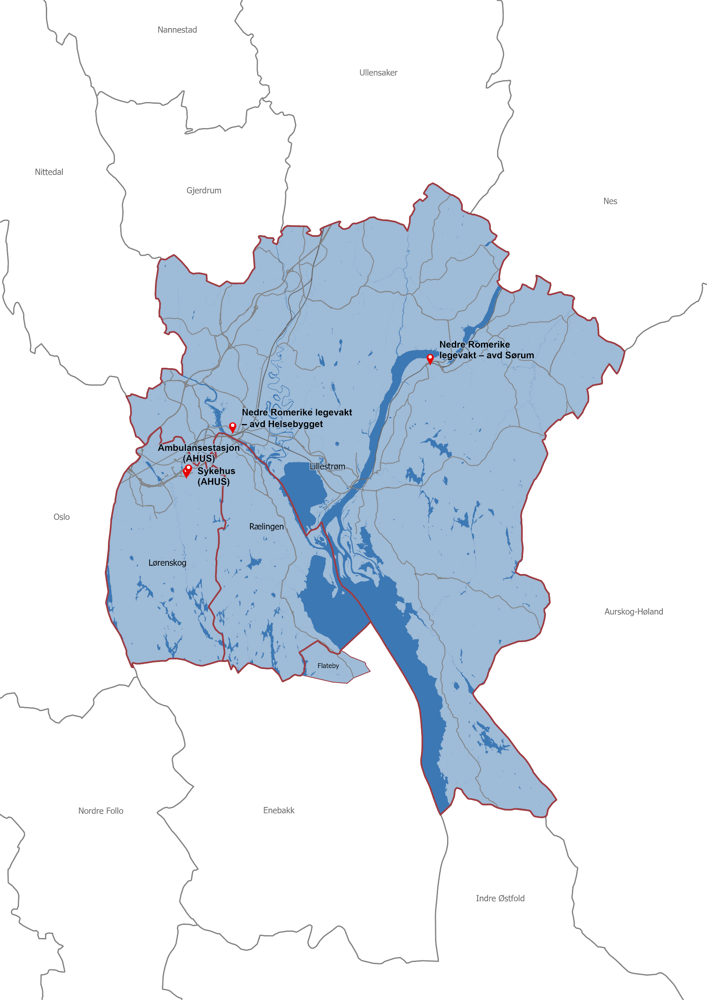 Nannestad
Ullensaker
Nittedal
Gjerdrum
Nes
Nedre Romerike
legevakt – avd Sørum
Nedre Romerike legevakt
– avd Helsebygget
Ambulansestasjon
(AHUS)
Lillestrøm
Sykehus
(AHUS)
Oslo
Rælingen
Lørenskog
Aurskog-Høland
Flateby
Nordre Follo
Enebakk
Indre Østfold